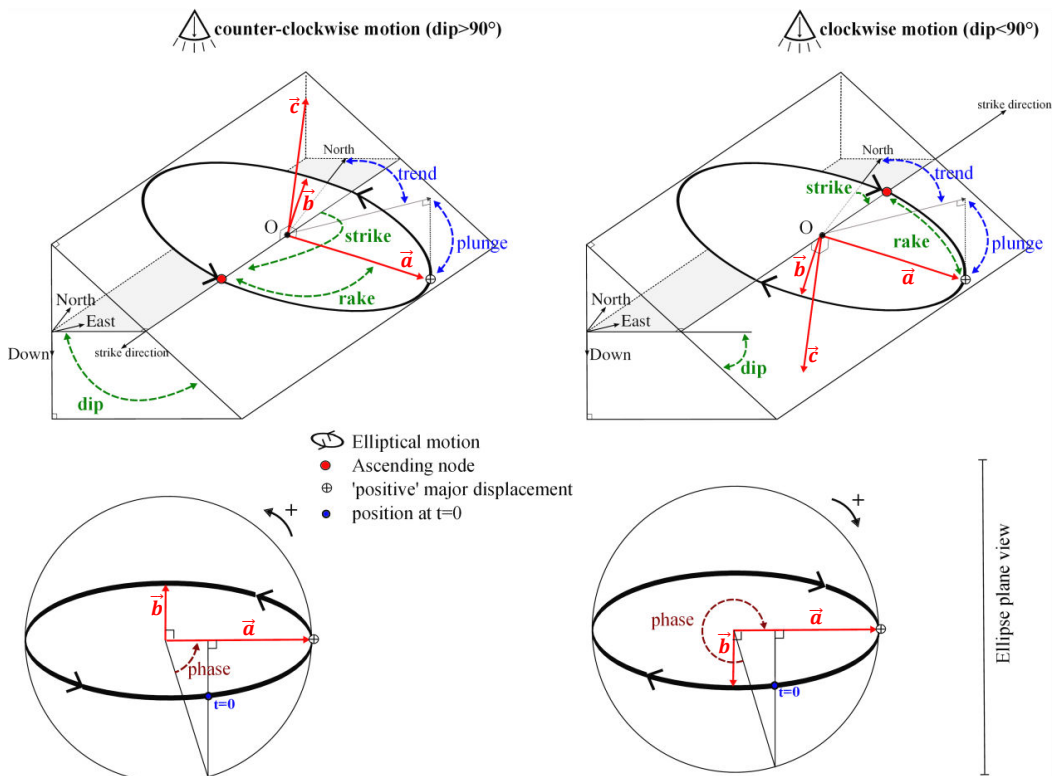 counter-clockwise motion (dip>90°)
clockwise motion (dip<90°)
c
North
trend
b
O
strike
plunge
a
rake
North
East
Down
strike direction
dip
strike direction
North
trend
strike
O
rake
plunge
b
a
North
East
Down
c
dip
Elliptical motion
Ascending node
'positive' major displacement
position at t=0
+
b
a
phase
t=0
+
phase
a
b
t=0
Ellipse plane view